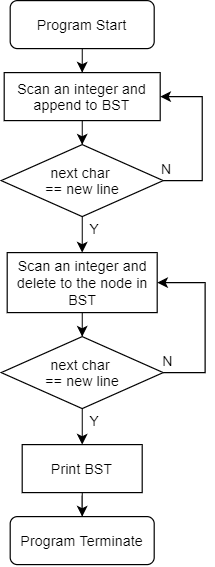 Program Start
Scan an integer and
append to BST
next char
== new line
N
Y
Scan an integer and
delete to the node in
BST
next char
== new line
N
Y
Print BST
Program Terminate